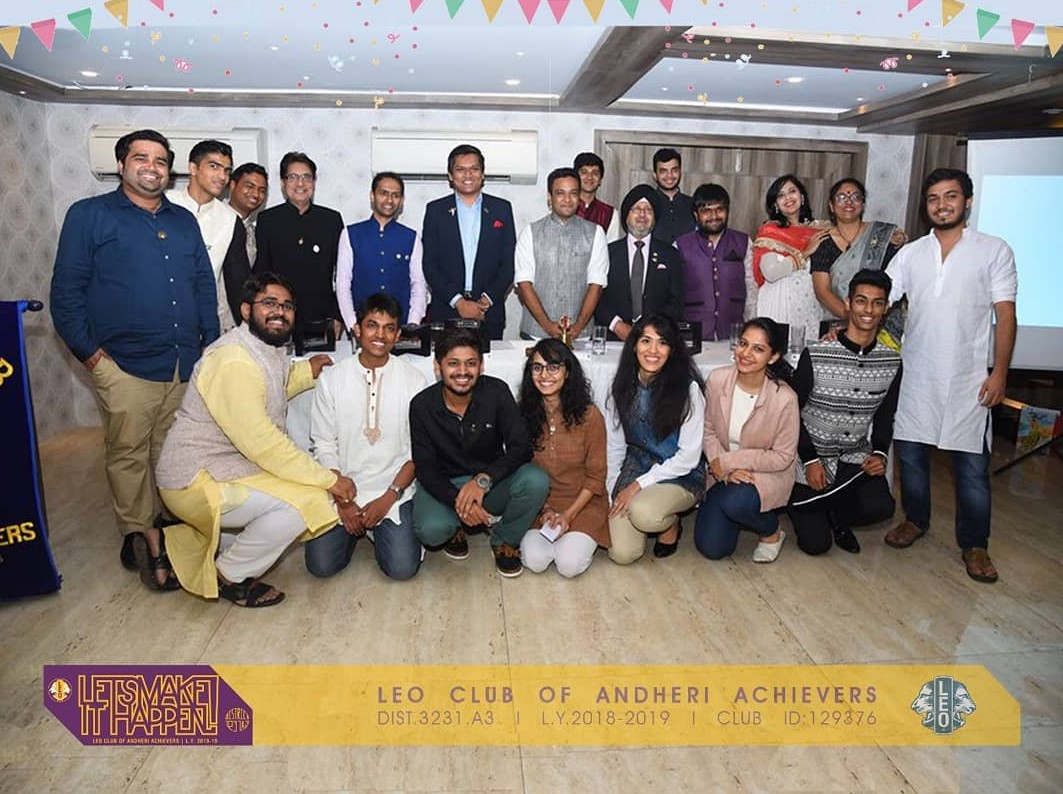 ERS
LET'S MAKE
IT HAPPEN!
LEO CLUB OF ANDHERI ACHIEVERS | L.Y. 2018-19
LEO CLUB OF ANDHERI ACHIEVERS
DIST.3231.A3 | L.Y.2018-2019 | CLUB ID:129376
LEO